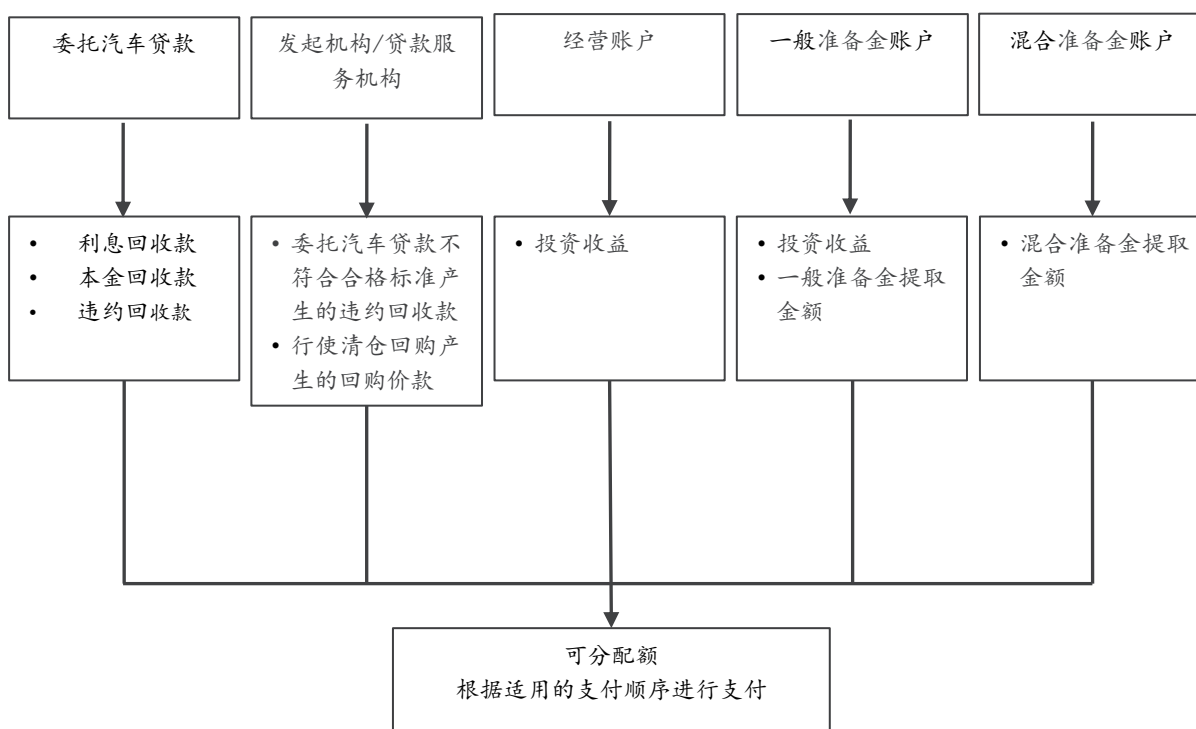 委托汽车贷款
发起机构/贷款服
务机构
经营账户
一般准备金账户
混合准备金账户
• 利息回收款
• 本金回收款
• 违约回收款
• 委托汽车贷款不
符合合格标准产
生的违约回收款
• 行使清仓回购产
生的回购价款
• 投资收益
• 投资收益
• 一般准备金提取
金额
• 混合准备金提取
金额
可分配额
根据适用的支付顺序进行支付